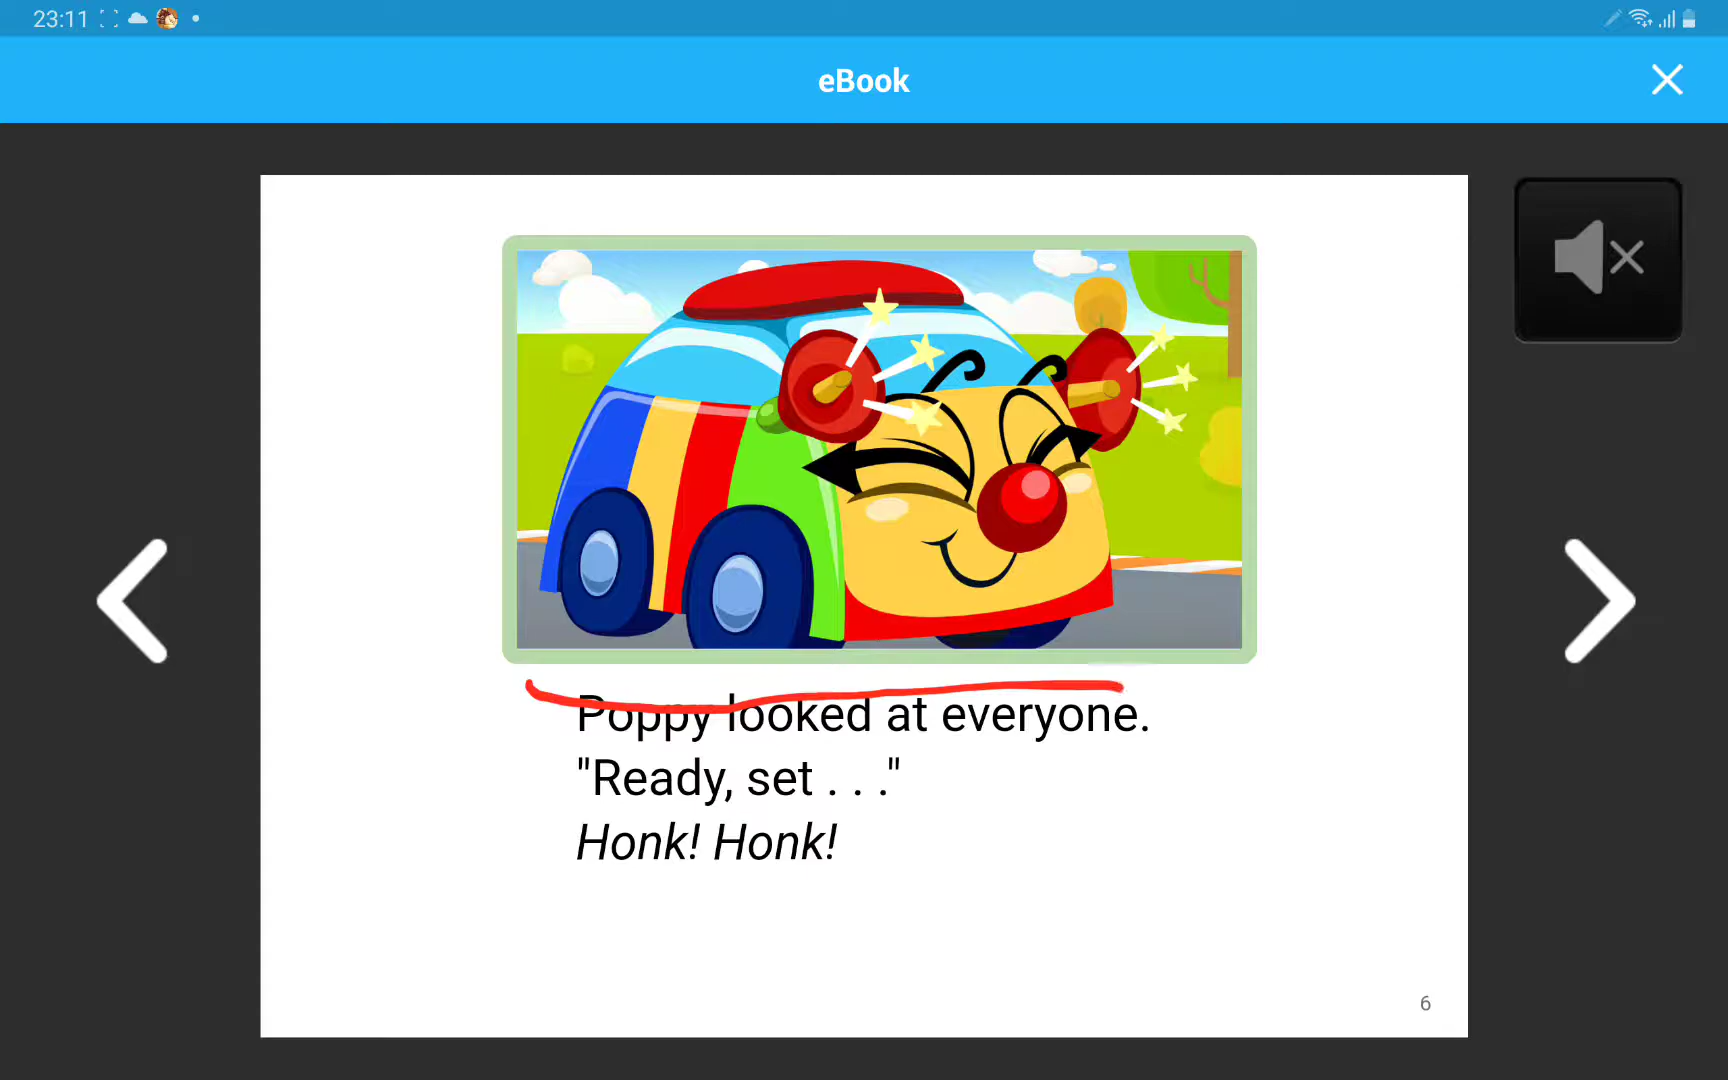 23:11
eBook
Poppy looked at everyone.
"Ready, set . . ."
Honk! Honk!
6